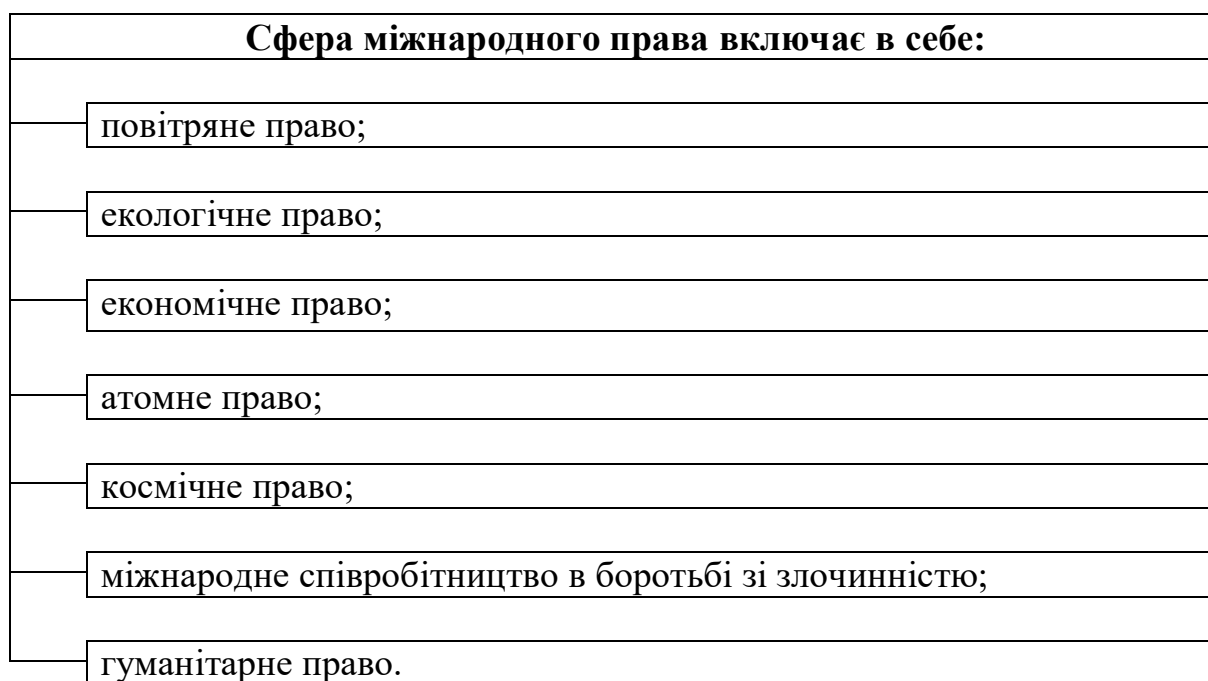 Сфера міжнародного права включає в себе:
повітряне право;
екологічне право;
економічне право;
атомне право;
космічне право;
міжнародне співробітництво в боротьбі зі злочинністю;
гуманітарне право.